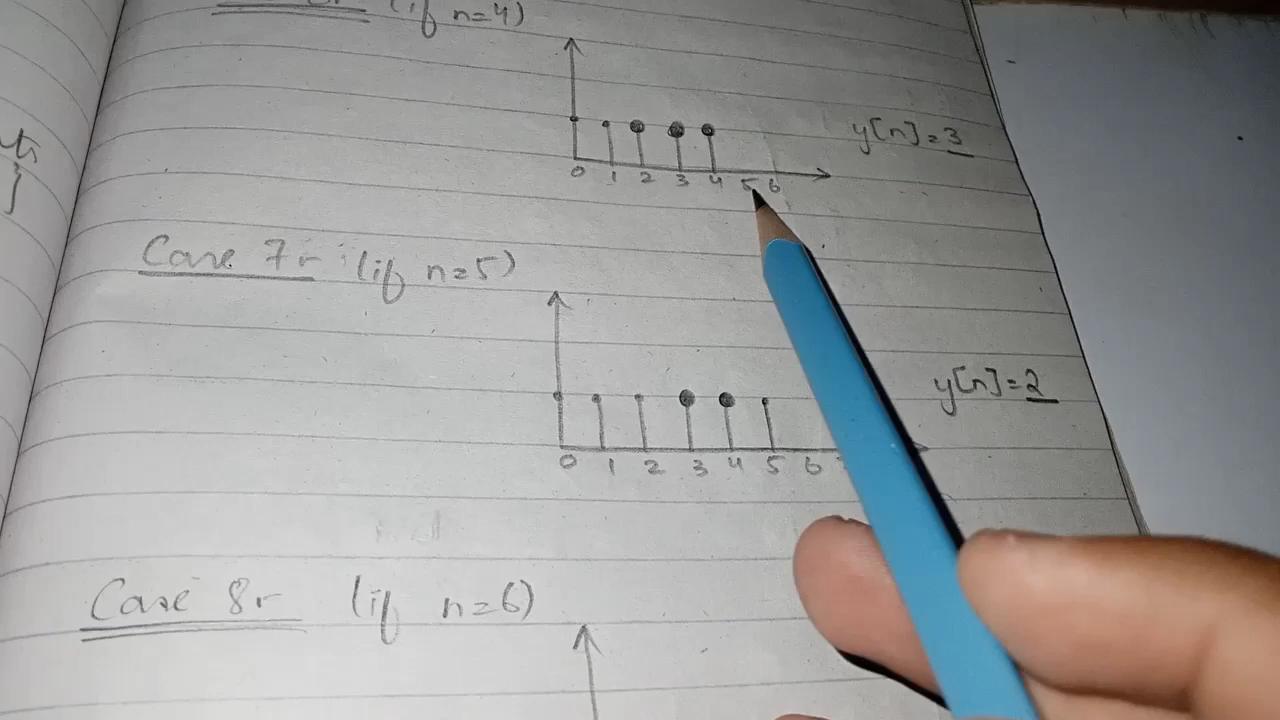 (if n=4)
y[n]=3
0 1 2 3 4 5 6
Case 7:- (if n=5)
y[n]=2
0 1 2 3 4 5 6
Case 8:- (if n=6)